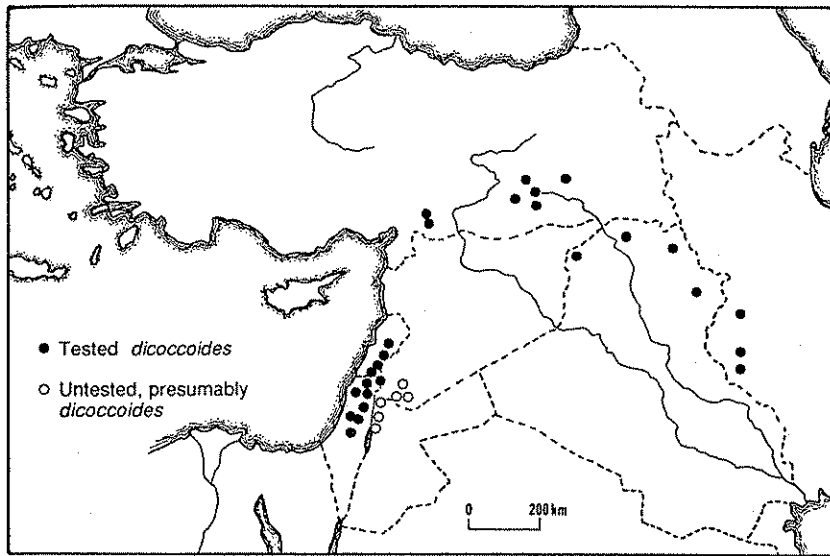 ● Tested dicoccoides
○ Untested, presumably
dicoccoides
0 200 km